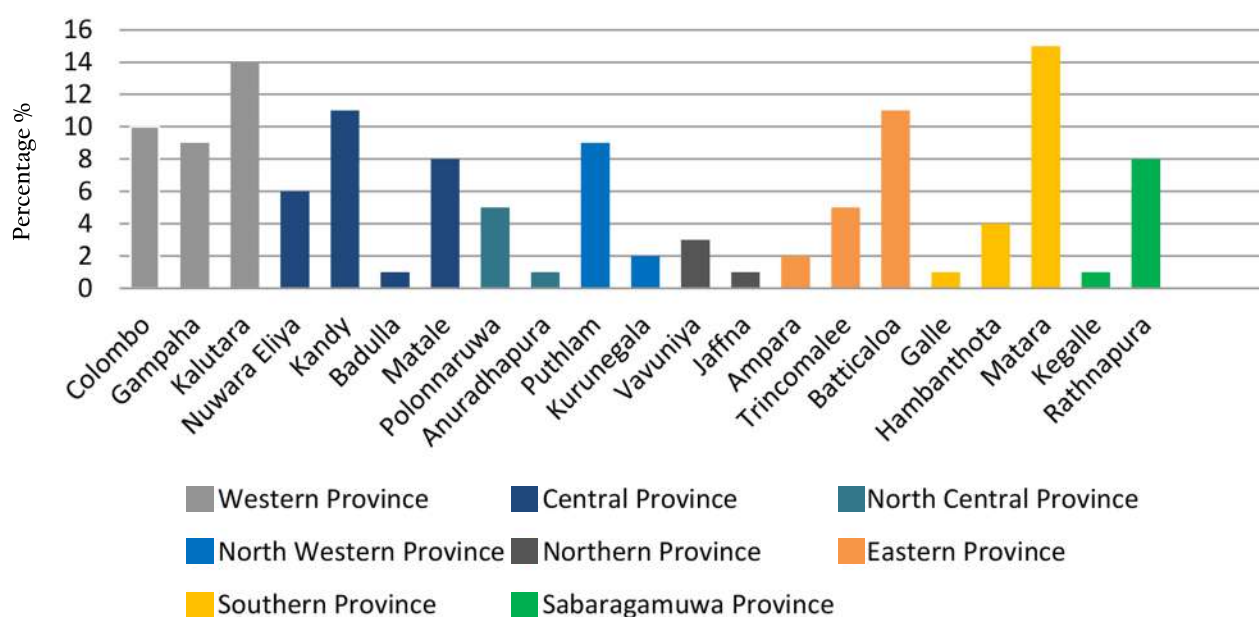 Percentage %
16
14
12
10
8
6
4
2
0
Colombo
Gampaha
Kalutara
Nuwara Eliya
Kandy
Badulla
Matale
Polonnaruwa
Anuradhapura
Puthlam
Kurunegala
Vavuniya
Jaffna
Ampara
Trincomalee
Batticaloa
Galle
Hambanthota
Matara
Kegalle
Rathnapura
Western Province Central Province North Central Province
North Western Province Northern Province Eastern Province
Southern Province Sabaragamuwa Province